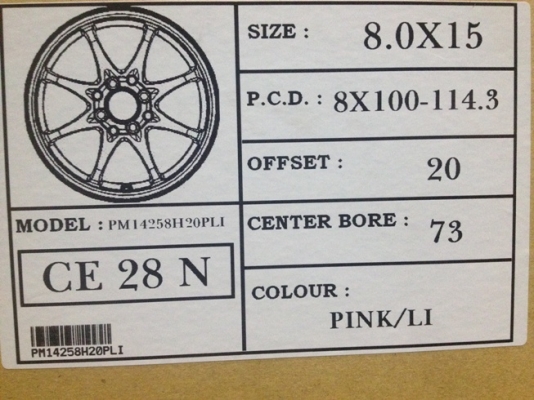 SIZE : 8.0X15
P.C.D. : 8X100-114.3
OFFSET : 20
CENTER BORE : 73
COLOUR :
PINK/LI
MODEL : PM14258H20PLI
CE 28 N
PM14258H20PLI